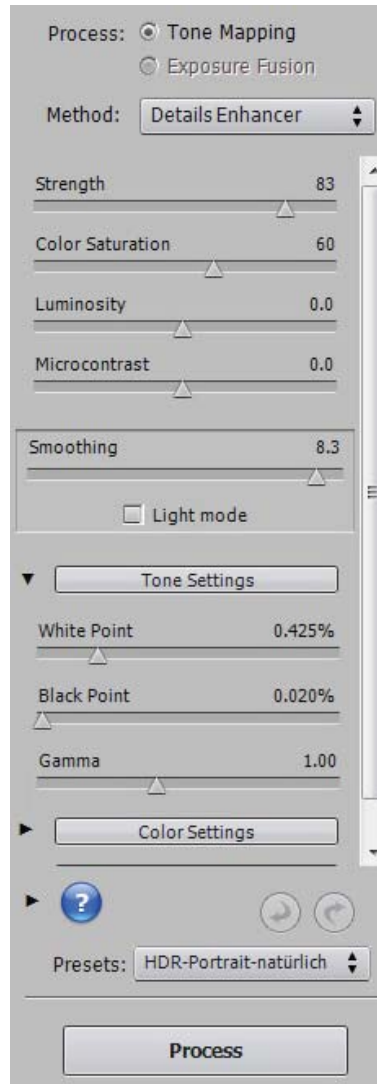 Process: Tone Mapping
Exposure Fusion
Method: Details Enhancer
Strength 83
Color Saturation 60
Luminosity 0.0
Microcontrast 0.0
Smoothing 8.3
Light mode
Tone Settings
White Point 0.425%
Black Point 0.020%
Gamma 1.00
Color Settings
?
Presets: HDR-Portrait-natürlich
Process